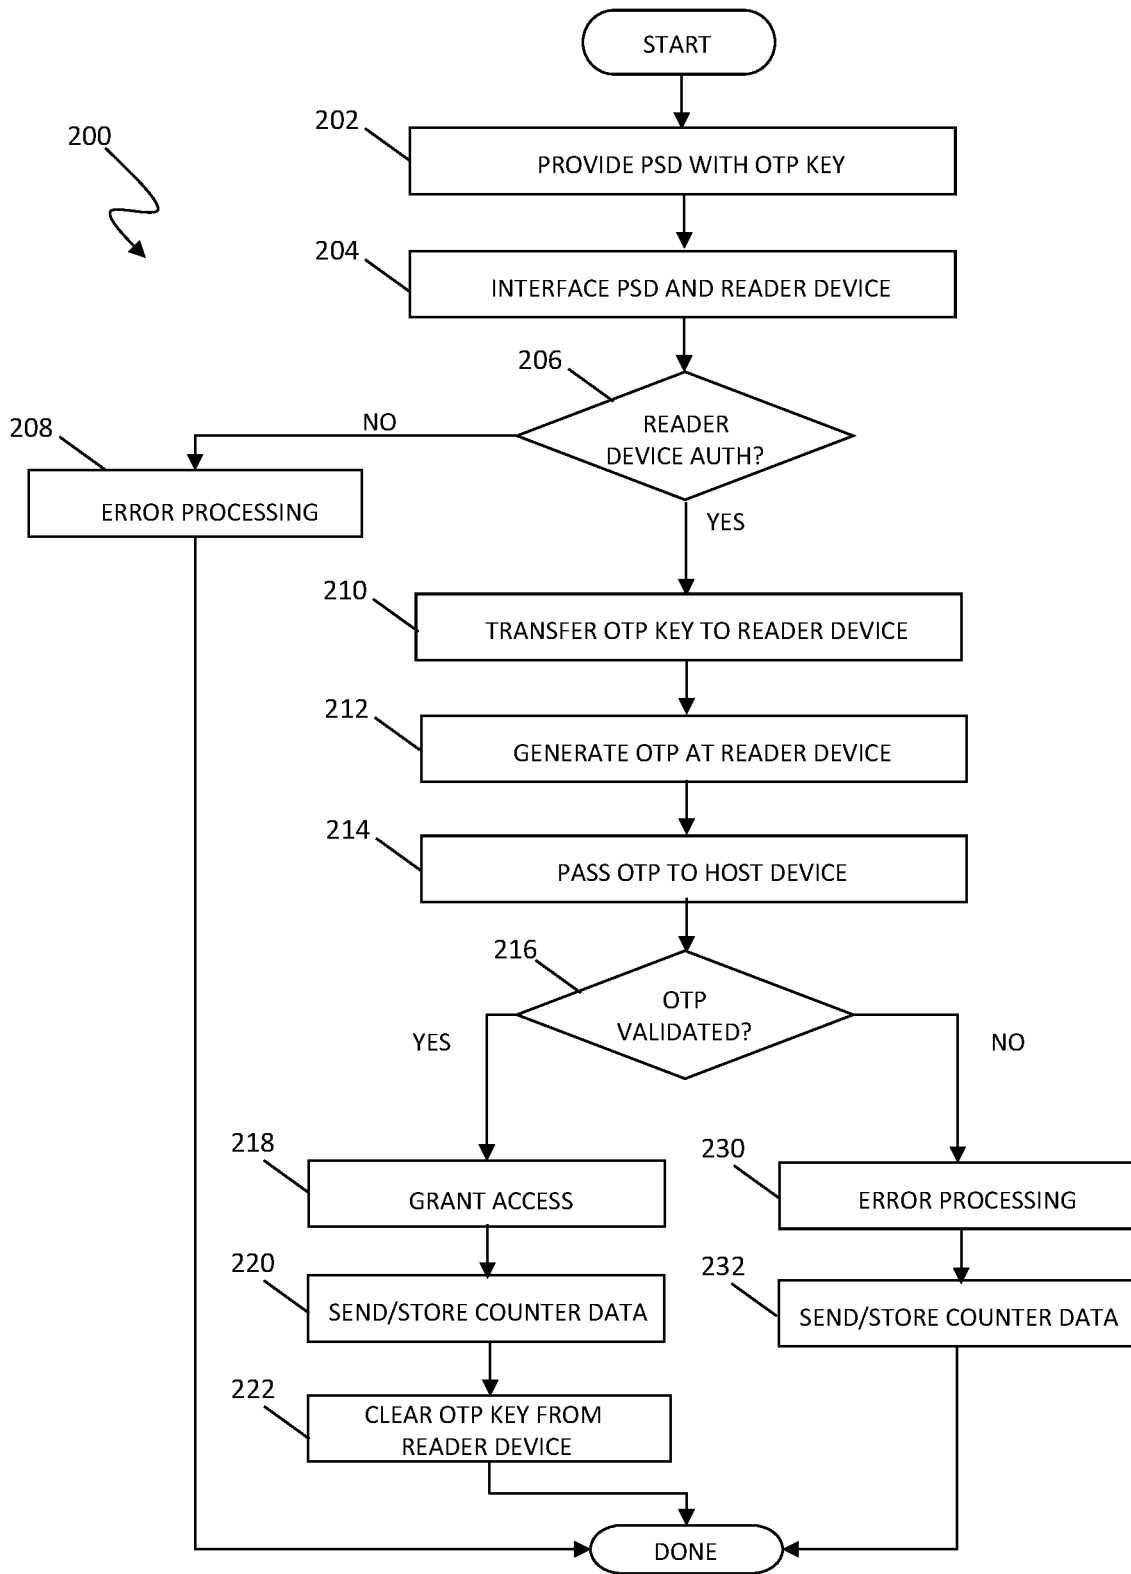 START
202
PROVIDE PSD WITH OTP KEY
200
204
INTERFACE PSD AND READER DEVICE
206
READER
DEVICE AUTH?
NO
208
ERROR PROCESSING
YES
210
TRANSFER OTP KEY TO READER DEVICE
212
GENERATE OTP AT READER DEVICE
214
PASS OTP TO HOST DEVICE
216
OTP
VALIDATED?
YES
NO
218
GRANT ACCESS
230
ERROR PROCESSING
220
SEND/STORE COUNTER DATA
232
SEND/STORE COUNTER DATA
222
CLEAR OTP KEY FROM
READER DEVICE
DONE